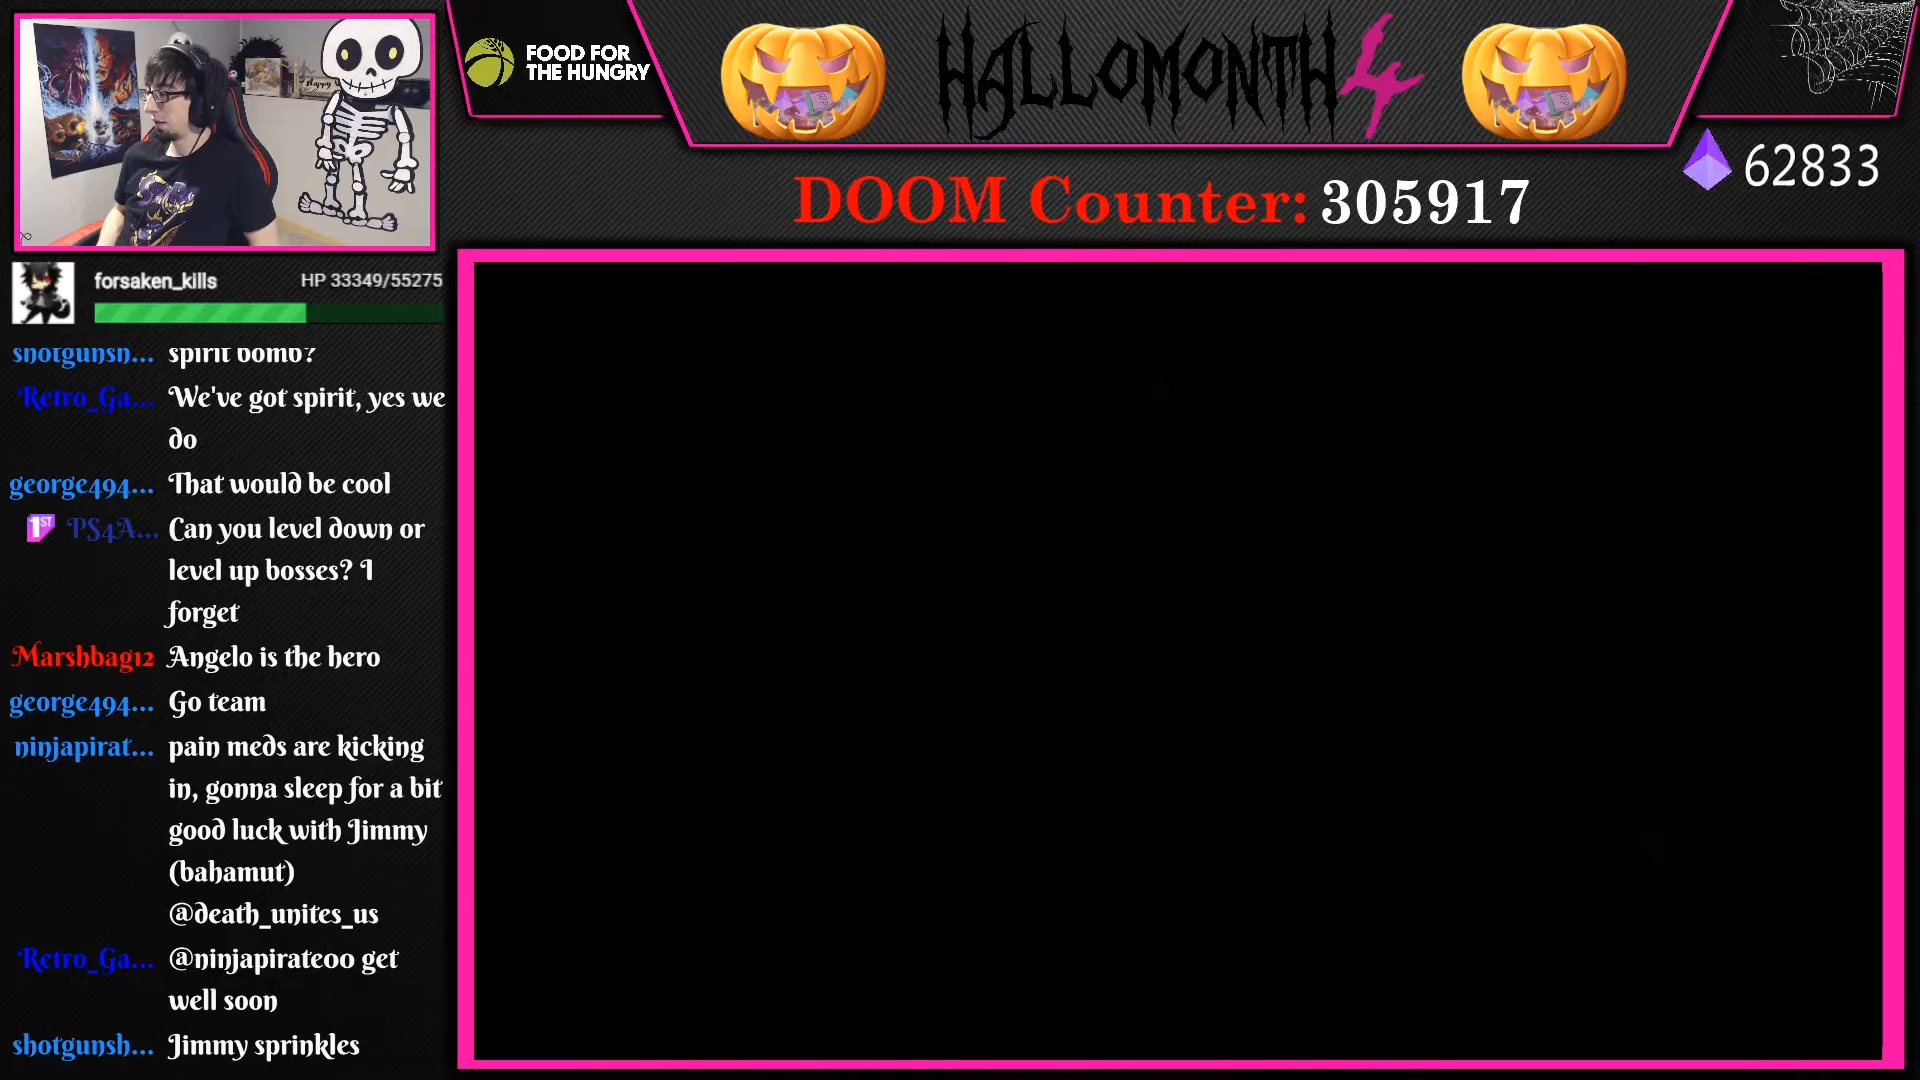 FOOD FOR
THE HUNGRY
HALLOMONTH 4
62833
DOOM Counter: 305917
forsaken_kills HP 33349/55275
shotgunsh... spirit bomb?
Retro_Ga... We've got spirit, yes we
do
george494... That would be cool
1ST PS4A... Can you level down or
level up bosses? I
forget
Marshbag12 Angelo is the hero
george494... Go team
ninjapirat... pain meds are kicking
in, gonna sleep for a bit
good luck with Jimmy
(bahamut)
@death_unites_us
Retro_Ga... @ninjapirate00 get
well soon
shotgunsh... Jimmy sprinkles